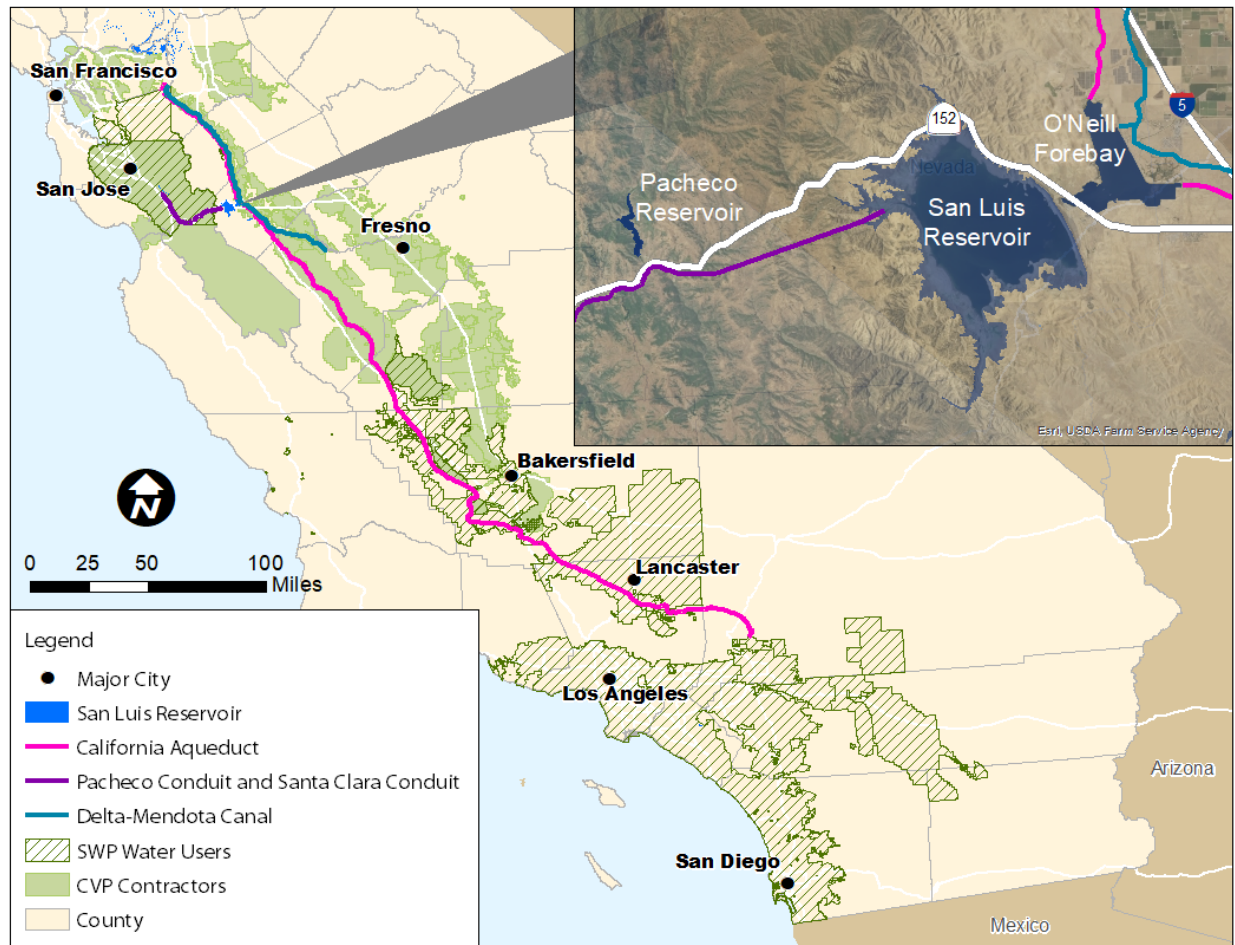 San Francisco
San Jose
Fresno
Bakersfield
Lancaster
Los Angeles
San Diego
Arizona
Mexico
N
0 25 50 100
Miles
152
5
O'Neill
Forebay
Pacheco
Reservoir
Nevada
San Luis
Reservoir
Esri, USDA Farm Service Agency
Legend
Major City
San Luis Reservoir
California Aqueduct
Pacheco Conduit and Santa Clara Conduit
Delta-Mendota Canal
SWP Water Users
CVP Contractors
County